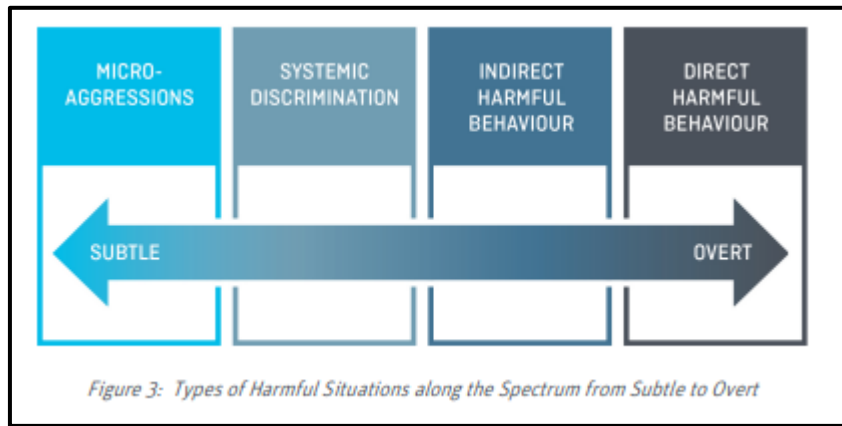 MICRO-
AGGRESSIONS
SYSTEMIC
DISCRIMINATION
INDIRECT
HARMFUL
BEHAVIOUR
DIRECT
HARMFUL
BEHAVIOUR
SUBTLE
OVERT
Figure 3: Types of Harmful Situations along the Spectrum from Subtle to Overt